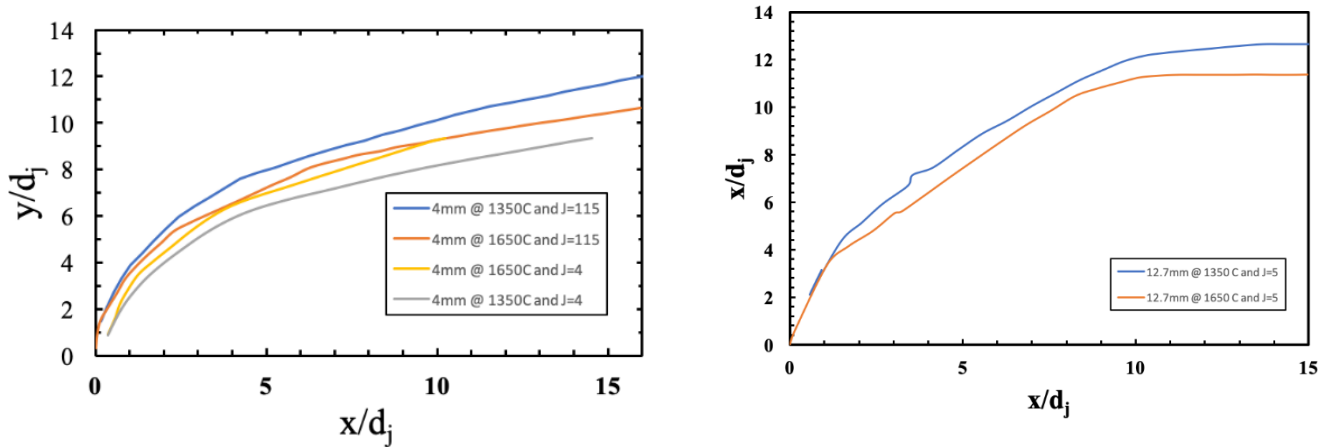 14
12
10
8
6
4
2
0
y/dj
0 5 10 15
x/dj
4mm @ 1350C and J=115
4mm @ 1650C and J=115
4mm @ 1650C and J=4
4mm @ 1350C and J=4
14
12
10
8
6
4
2
0
x/dj
0 5 10 15
x/dj
12.7mm @ 1350 C and J=5
12.7mm @ 1650 C and J=5